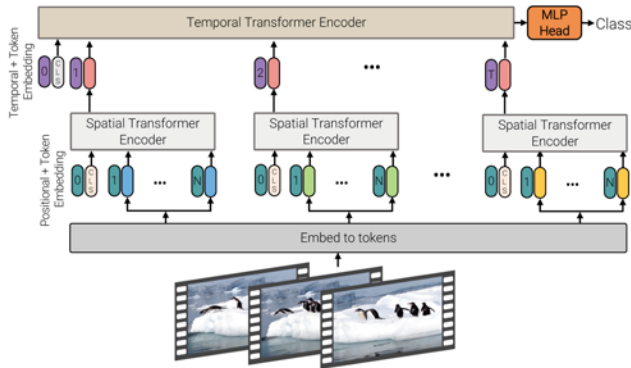 Temporal Transformer Encoder
MLP
Head
Class
Temporal + Token
Embedding
0 CLS 1 2 ... T
Spatial Transformer
Encoder
Spatial Transformer
Encoder
Spatial Transformer
Encoder
Positional + Token
Embedding
0 CLS 1 ... N 0 CLS 1 ... N ... 0 CLS 1 ... N
Embed to tokens